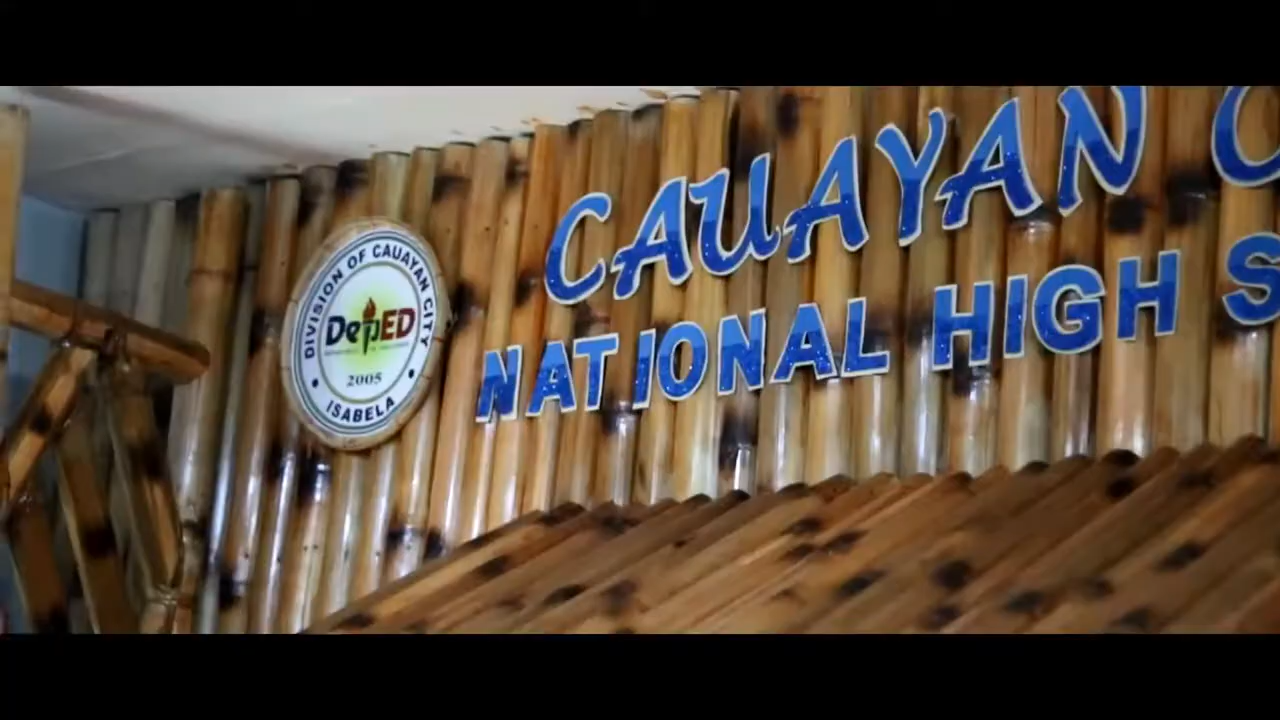 CAUAYAN C
NATIONAL HIGH S
DIVISION OF CAUAYAN CITY
DepED
2005
ISABELA